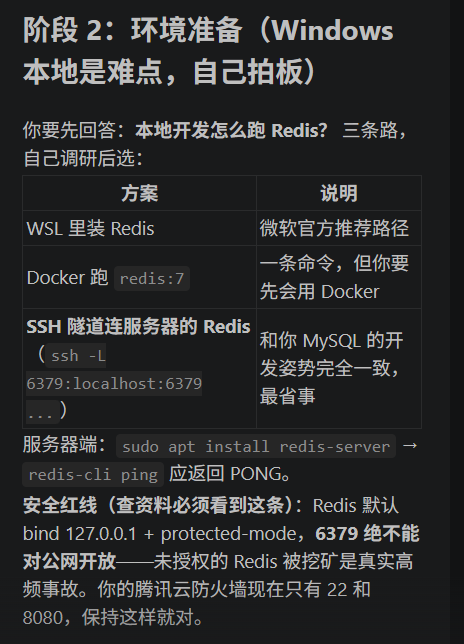 阶段 2：环境准备（Windows
本地是难点，自己拍板）
你要先回答：本地开发怎么跑 Redis？ 三条路，
自己调研后选：
方案 说明
WSL 里装 Redis 微软官方推荐路径
Docker 跑 redis:7 一条命令，但你要
先会用 Docker
SSH 隧道连服务器的 Redis
（ssh -L
6379:localhost:6379
...） 和你 MySQL 的开
发姿势完全一致，
最省事
服务器端：sudo apt install redis-server →
redis-cli ping 应返回 PONG。
安全红线（查资料必须看到这条）：Redis 默认
bind 127.0.0.1 + protected-mode，6379 绝不能
对公网开放——未授权的 Redis 被挖矿是真实高
频事故。你的腾讯云防火墙现在只有 22 和
8080，保持这样就对。